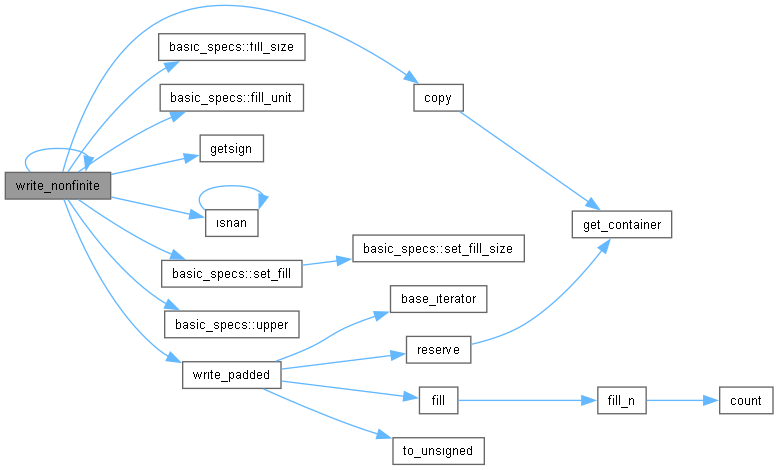 basic_specs::fill_size
basic_specs::fill_unit
copy
getsign
write_nonfinite
isnan
get_container
basic_specs::set_fill_size
basic_specs::set_fill
base_iterator
basic_specs::upper
reserve
write_padded
fill
fill_n
count
to_unsigned